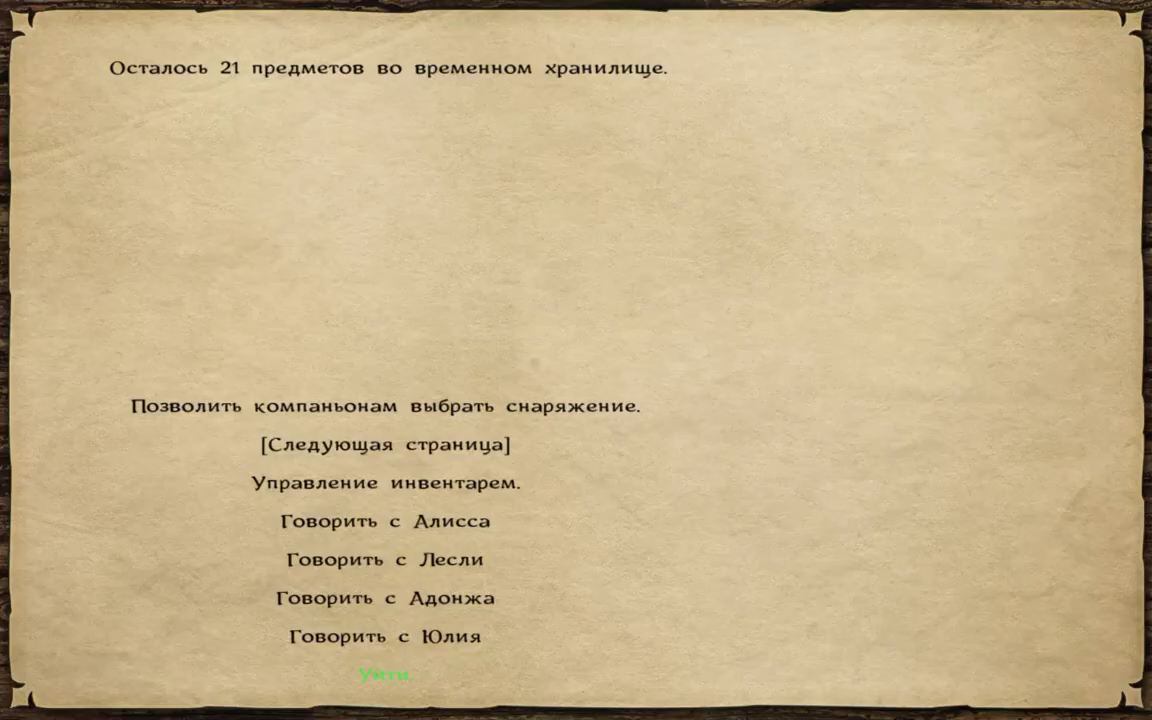 Осталось 21 предметов во временном хранилище.
Позволить компаньонам выбрать снаряжение.
[Следующая страница]
Управление инвентарем.
Говорить с Алисса
Говорить с Лесли
Говорить с Адонжа
Говорить с Юлия
Уйти.